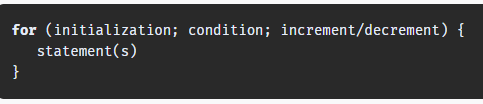 for (initialization; condition; increment/decrement) {
   statement(s)
}